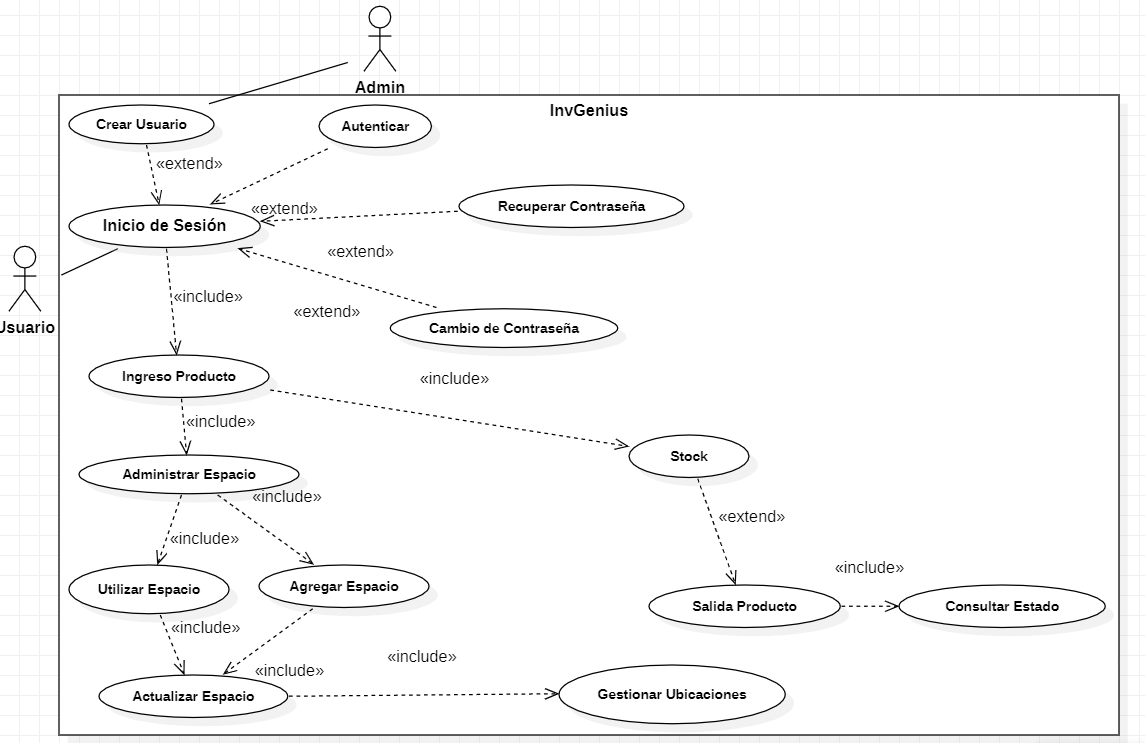 Admin
InvGenius
Crear Usuario
Autenticar
«extend»
Recuperar Contraseña
«extend»
Inicio de Sesión
«extend»
«include»
«extend»
Usuario
Cambio de Contraseña
Ingreso Producto
«include»
«include»
Stock
Administrar Espacio
«include»
«extend»
«include»
«include»
Utilizar Espacio
Agregar Espacio
Salida Producto
Consultar Estado
«include»
«include»
«include»
Actualizar Espacio
Gestionar Ubicaciones